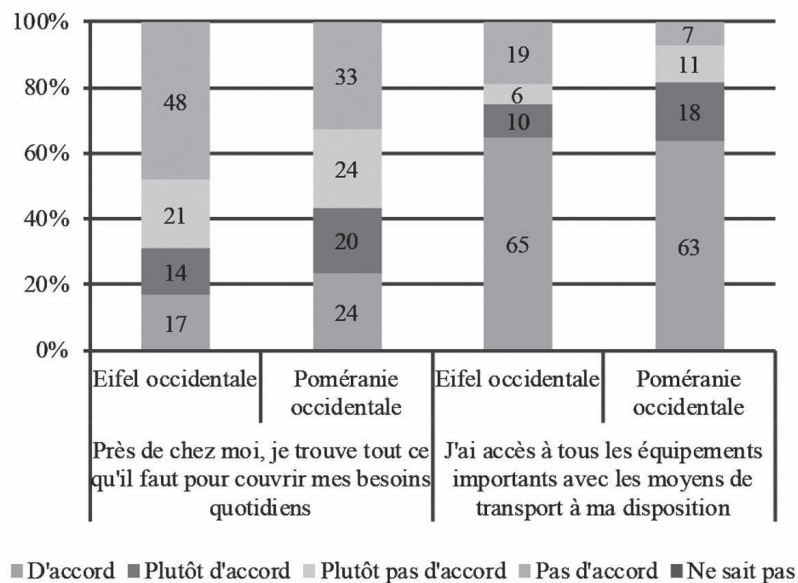 100%
80%
60%
40%
20%
0%
48
21
14
17
33
24
20
24
19
6
10
65
7
11
18
63
Eifel occidentale
Poméranie
occidentale
Eifel occidentale
Poméranie
occidentale
Près de chez moi, je trouve tout ce
qu'il faut pour couvrir mes besoins
quotidiens
J'ai accès à tous les équipements
importants avec les moyens de
transport à ma disposition
D'accord Plutôt d'accord Plutôt pas d'accord Pas d'accord Ne sait pas